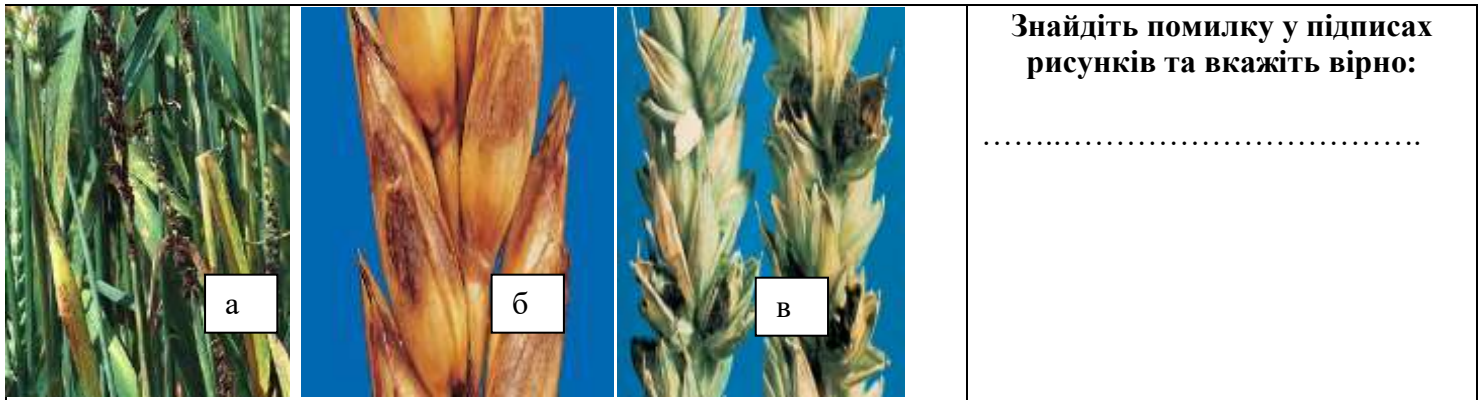 Знайдіть помилку у підписах
рисунків та вкажіть вірно:
……..……………………………….
а
б
в